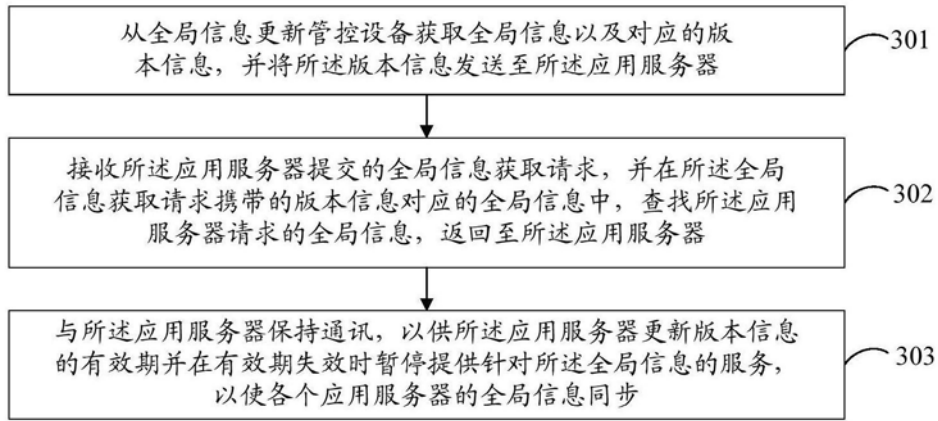 从全局信息更新管控设备获取全局信息以及对应的版
本信息，并将所述版本信息发送至所述应用服务器
301
接收所述应用服务器提交的全局信息获取请求，并在所述全局
信息获取请求携带的版本信息对应的全局信息中，查找所述应用
服务器请求的全局信息，返回至所述应用服务器
302
与所述应用服务器保持通讯，以供所述应用服务器更新版本信息
的有效期并在有效期失效时暂停提供针对所述全局信息的服务，
以使各个应用服务器的全局信息同步
303